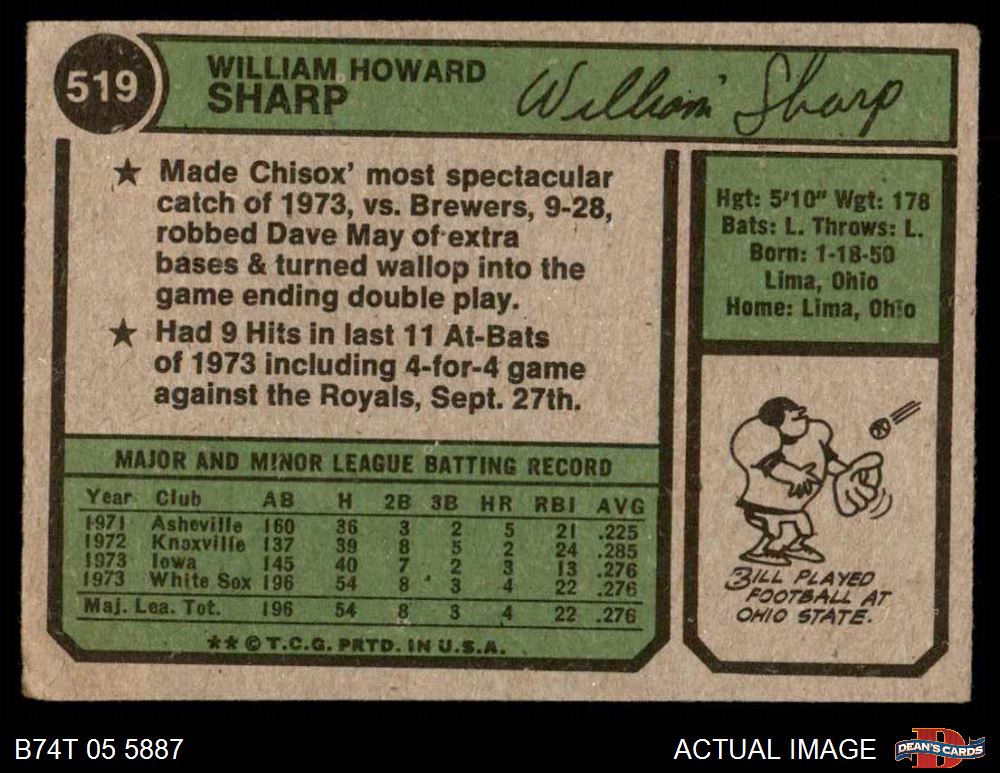 519
WILLIAM HOWARD
SHARP
William Sharp
★ Made Chisox' most spectacular
catch of 1973, vs. Brewers, 9-28,
robbed Dave May of extra
bases & turned wallop into the
game ending double play.
★ Had 9 Hits in last 11 At-Bats
of 1973 including 4-for-4 game
against the Royals, Sept. 27th.
Hgt: 5'10" Wgt: 178
Bats: L. Throws: L.
Born: 1-18-50
Lima, Ohio
Home: Lima, Ohio
MAJOR AND MINOR LEAGUE BATTING RECORD
Year Club AB H 2B 3B HR RBI AVG
1971 Asheville 160 36 3 2 5 21 .225
1972 Knoxville 137 39 8 5 2 24 .285
1973 Iowa 145 40 7 2 3 13 .276
1973 White Sox 196 54 8 3 4 22 .276
Maj. Lea. Tot. 196 54 8 3 4 22 .276
** © T.C.G. PRTD. IN U.S.A.
BILL PLAYED
FOOTBALL AT
OHIO STATE.
B74T 05 5887
ACTUAL IMAGE
D
DEAN'S CARDS